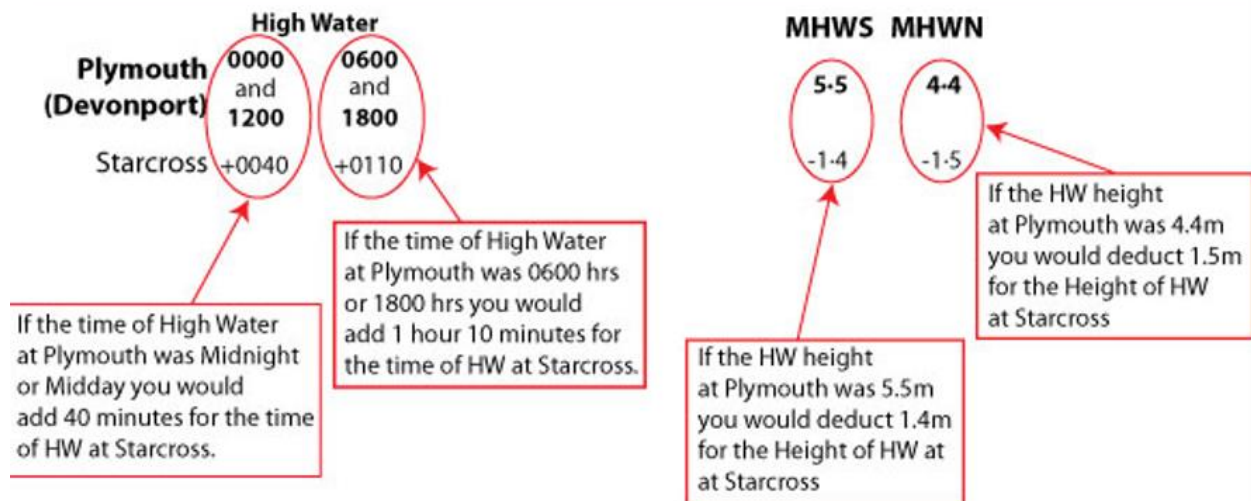 High Water
Plymouth
(Devonport)
0000
and
1200
0600
and
1800
Starcross
+0040
+0110
If the time of High Water
at Plymouth was Midnight
or Midday you would
add 40 minutes for the time
of HW at Starcross.
If the time of High Water
at Plymouth was 0600 hrs
or 1800 hrs you would
add 1 hour 10 minutes for
the time of HW at Starcross.
MHWS MHWN
5·5 4·4
-1·4 -1·5
If the HW height
at Plymouth was 5.5m
you would deduct 1.4m
for the Height of HW at
at Starcross
If the HW height
at Plymouth was 4.4m
you would deduct 1.5m
for the Height of HW
at Starcross